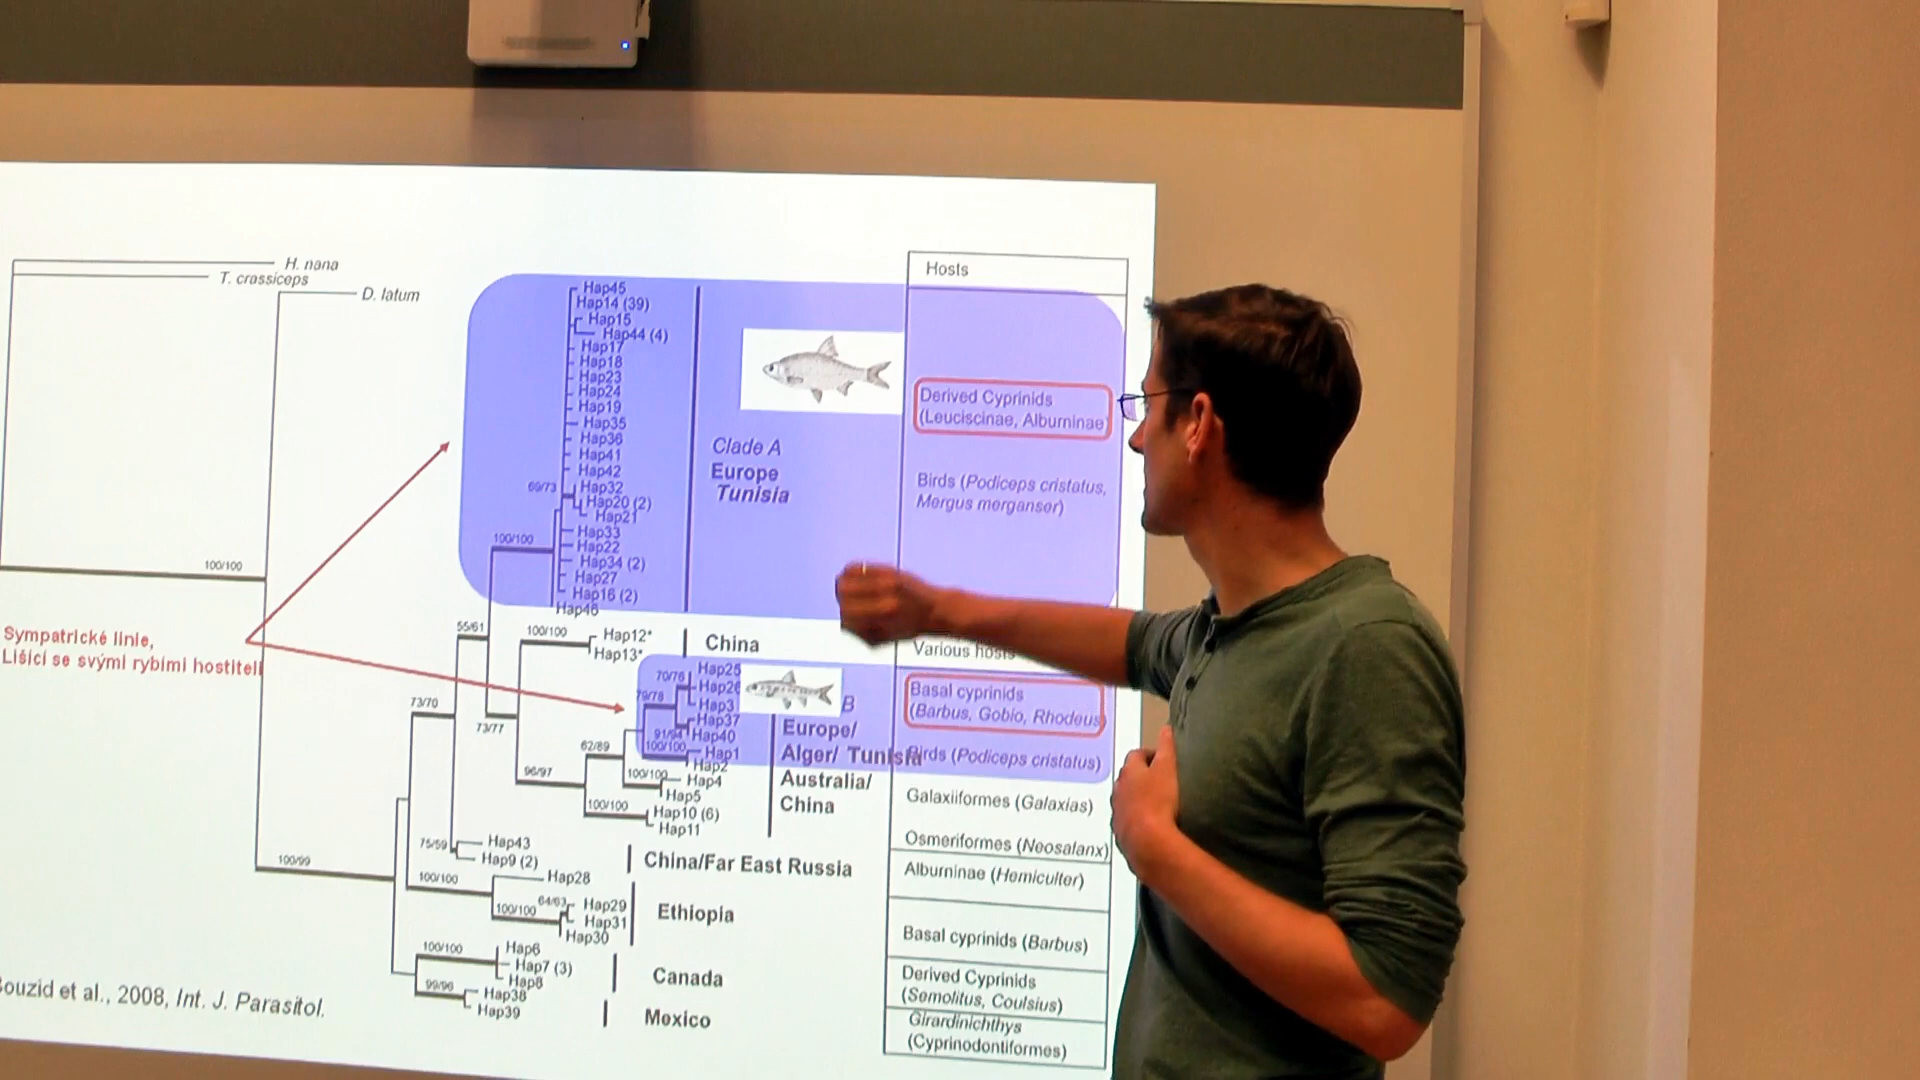 H. nana
T. crassiceps
D. latum
Hosts
Hap45
Hap14 (39)
Hap15
Hap44 (4)
Hap17
Hap18
Hap23
Hap24
Hap19
Hap35
Hap36
Hap41
Hap42
69/73
Hap32
Hap20 (2)
Hap21
Hap33
100/100
Hap22
Hap34 (2)
Hap27
Hap16 (2)
Hap46
Clade A
Europe
Tunisia
Derived Cyprinids
(Leuciscinae, Alburninae)
Birds (Podiceps cristatus,
Mergus merganser)
100/100
Sympatrické linie,
Lišící se svými rybími hostiteli
55/61
100/100
Hap12*
Hap13*
China
Various hosts
70/76
79/78
Hap25
Hap26
Hap3
Hap37
91/94
Hap40
100/100
Hap1
Hap2
B
Europe/
Alger/ Tunisia
Australia/
China
Basal cyprinids
(Barbus, Gobio, Rhodeus)
Birds (Podiceps cristatus)
73/70
73/77
62/89
96/97
100/100
Hap4
Hap5
100/100
Hap10 (6)
Hap11
Galaxiiformes (Galaxias)
Osmeriformes (Neosalanx)
75/59
Hap43
Hap9 (2)
China/Far East Russia
Alburninae (Hemiculter)
100/99
100/100
Hap28
100/100
64/63
Hap29
Hap31
Hap30
Ethiopia
Basal cyprinids (Barbus)
100/100
Hap6
Hap7 (3)
Hap8
Canada
Derived Cyprinids
(Semolitus, Coulsius)
99/96
Hap38
Hap39
Mexico
Girardinichthys
(Cyprinodontiformes)
Bouzid et al., 2008, Int. J. Parasitol.